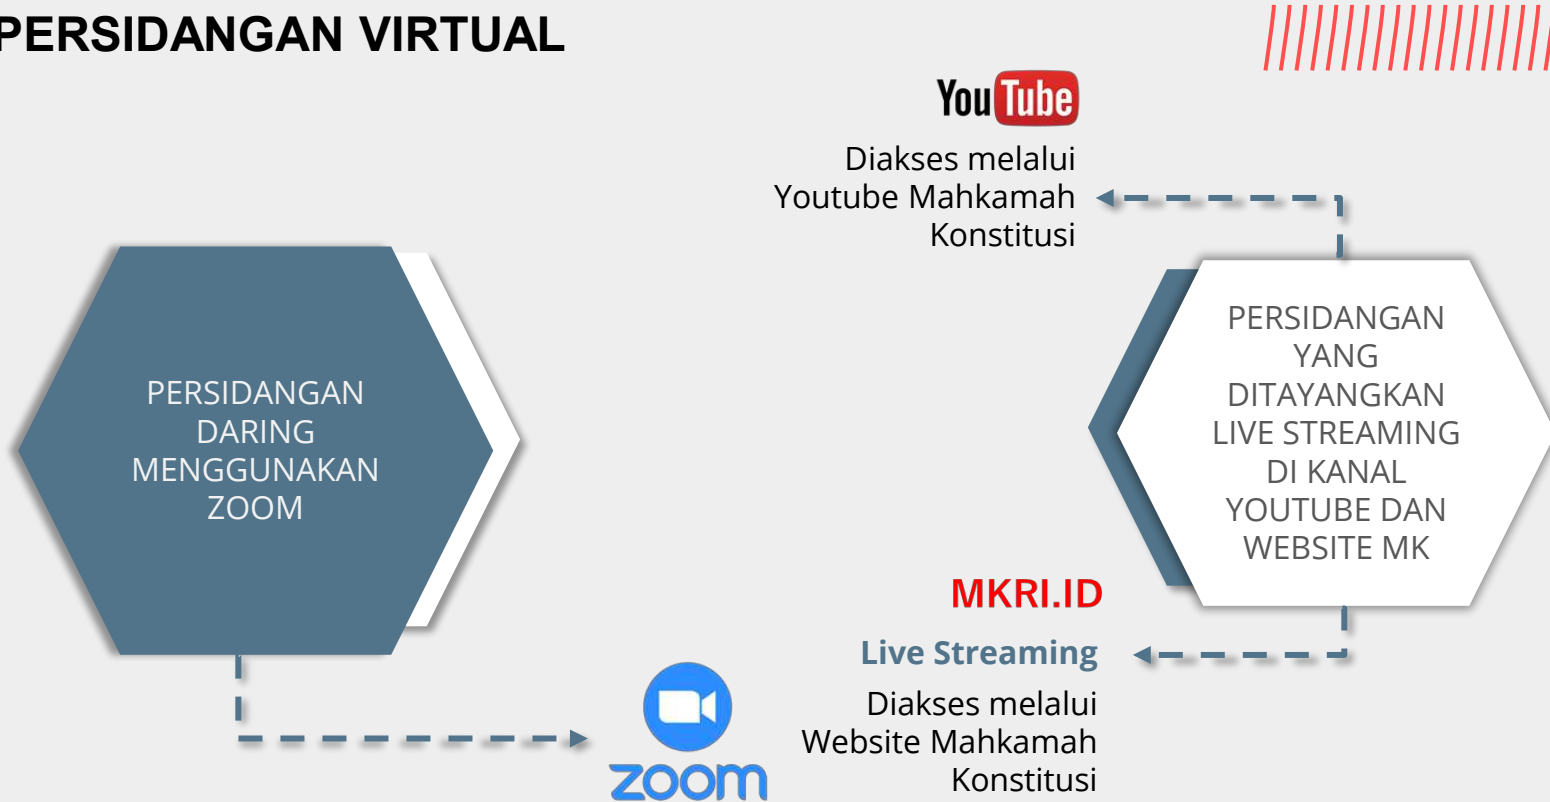 PERSIDANGAN VIRTUAL
YouTube
Diakses melalui
Youtube Mahkamah
Konstitusi
PERSIDANGAN
DARING
MENGGUNAKAN
ZOOM
zoom
PERSIDANGAN
YANG
DITAYANGKAN
LIVE STREAMING
DI KANAL
YOUTUBE DAN
WEBSITE MK
MKRI.ID
Live Streaming
Diakses melalui
Website Mahkamah
Konstitusi